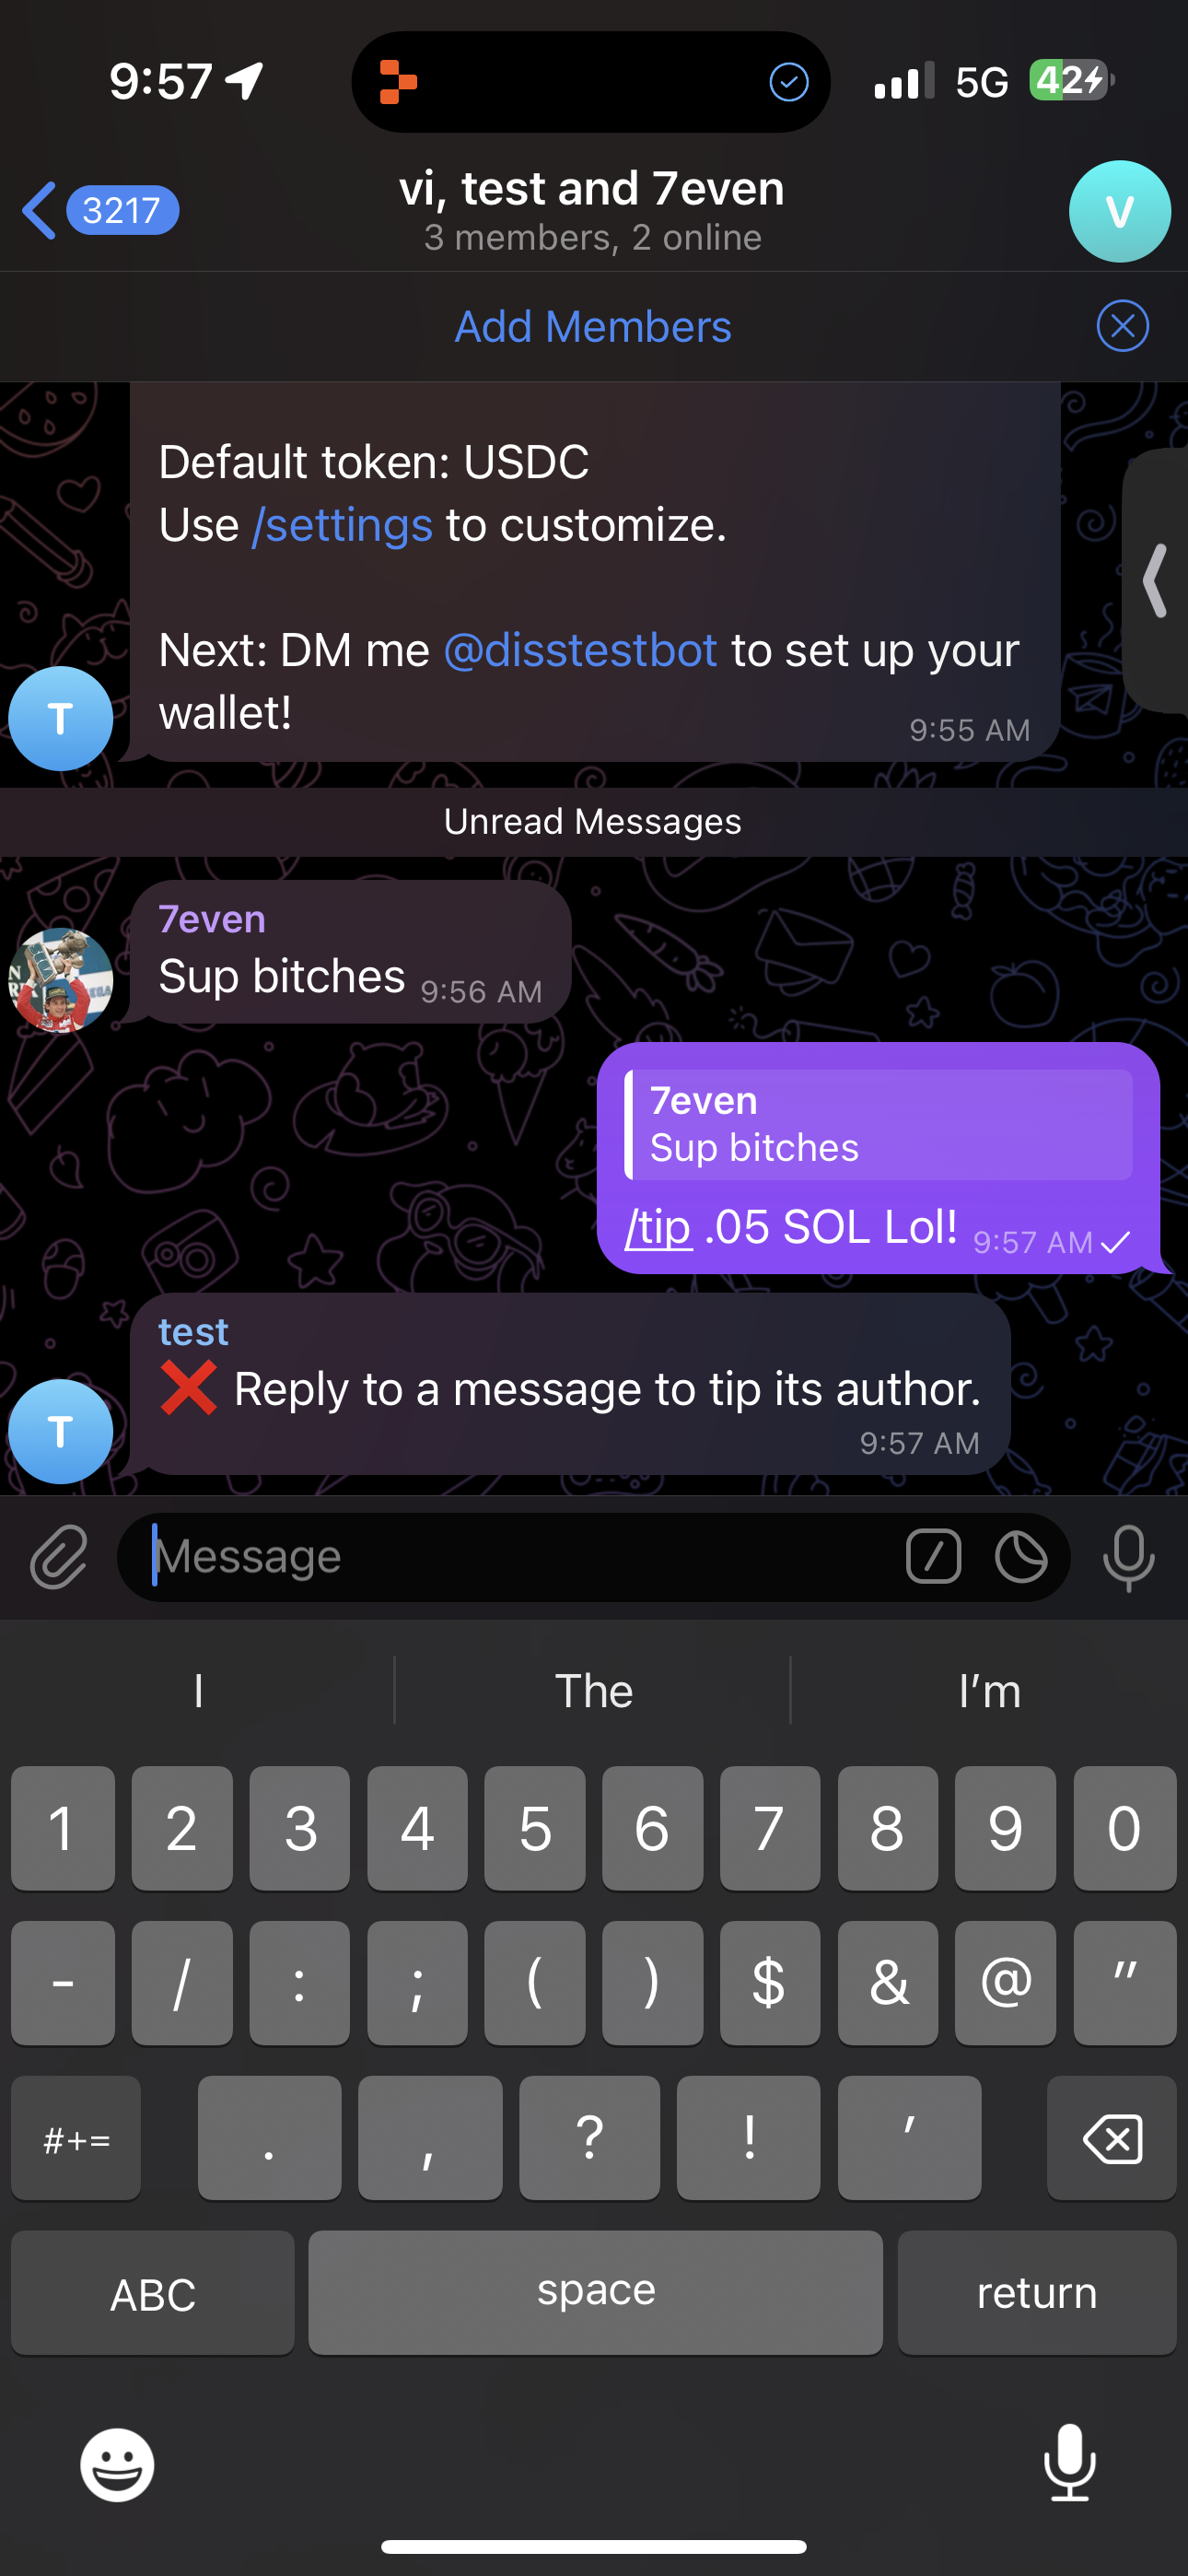 9:57
5G
42
3217
vi, test and 7even
3 members, 2 online
V
Add Members
Default token: USDC
Use /settings to customize.
Next: DM me @disstestbot to set up your
wallet!
9:55 AM
T
Unread Messages
7even
Sup bitches 9:56 AM
7even
Sup bitches
/tip .05 SOL Lol! 9:57 AM
test
❌ Reply to a message to tip its author.
9:57 AM
T
Message
I The I'm
1 2 3 4 5 6 7 8 9 0
- / : ; ( ) $ & @ "
#+= . , ? ! '
ABC space return